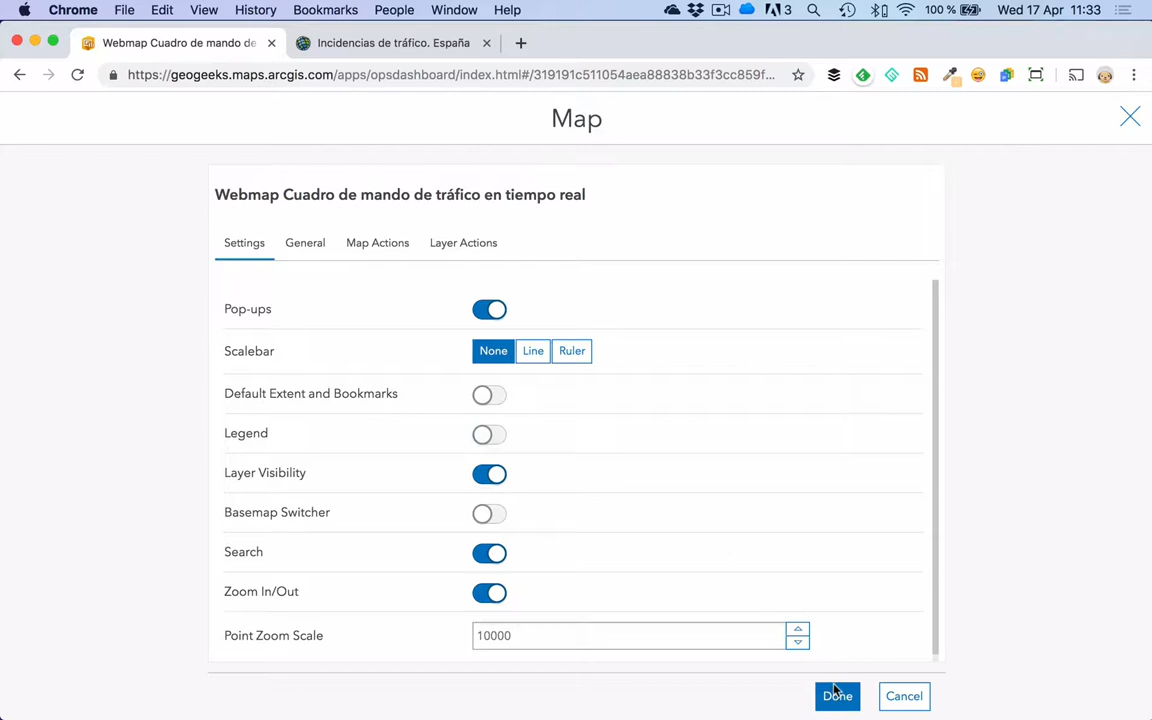 Chrome File Edit View History Bookmarks People Window Help 3 100 % Wed 17 Apr 11:33
Webmap Cuadro de mando de Incidencias de tráfico. España
https://geogeeks.maps.arcgis.com/apps/opsdashboard/index.html#/319191c511054aea88838b33f3cc859f...
Map
Webmap Cuadro de mando de tráfico en tiempo real
Settings General Map Actions Layer Actions
Pop-ups
Scalebar None Line Ruler
Default Extent and Bookmarks
Legend
Layer Visibility
Basemap Switcher
Search
Zoom In/Out
Point Zoom Scale 10000
Done Cancel